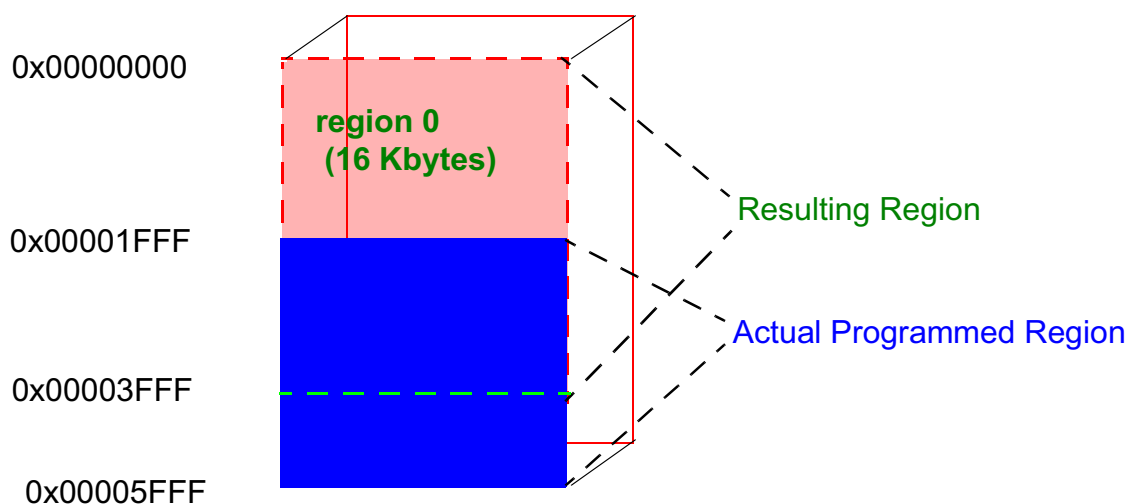 0x00000000
region 0
(16 Kbytes)
Resulting Region
0x00001FFF
Actual Programmed Region
0x00003FFF
0x00005FFF